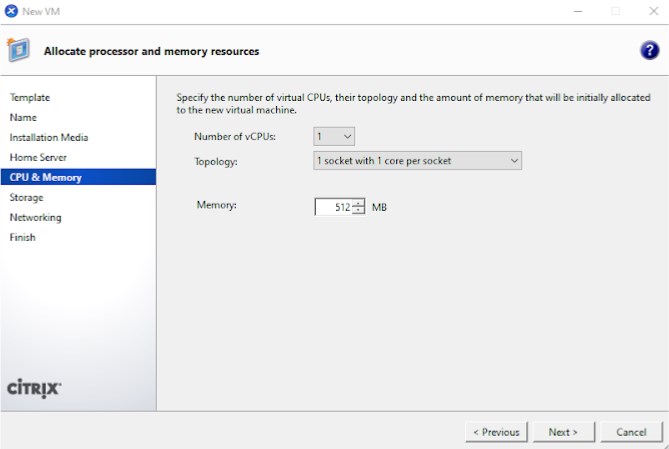 New VM
Allocate processor and memory resources
?
Template
Name
Installation Media
Home Server
CPU & Memory
Storage
Networking
Finish
Specify the number of virtual CPUs, their topology and the amount of memory that will be initially allocated
to the new virtual machine.
Number of vCPUs: 1
Topology: 1 socket with 1 core per socket
Memory: 512 MB
CITRIX
< Previous Next > Cancel